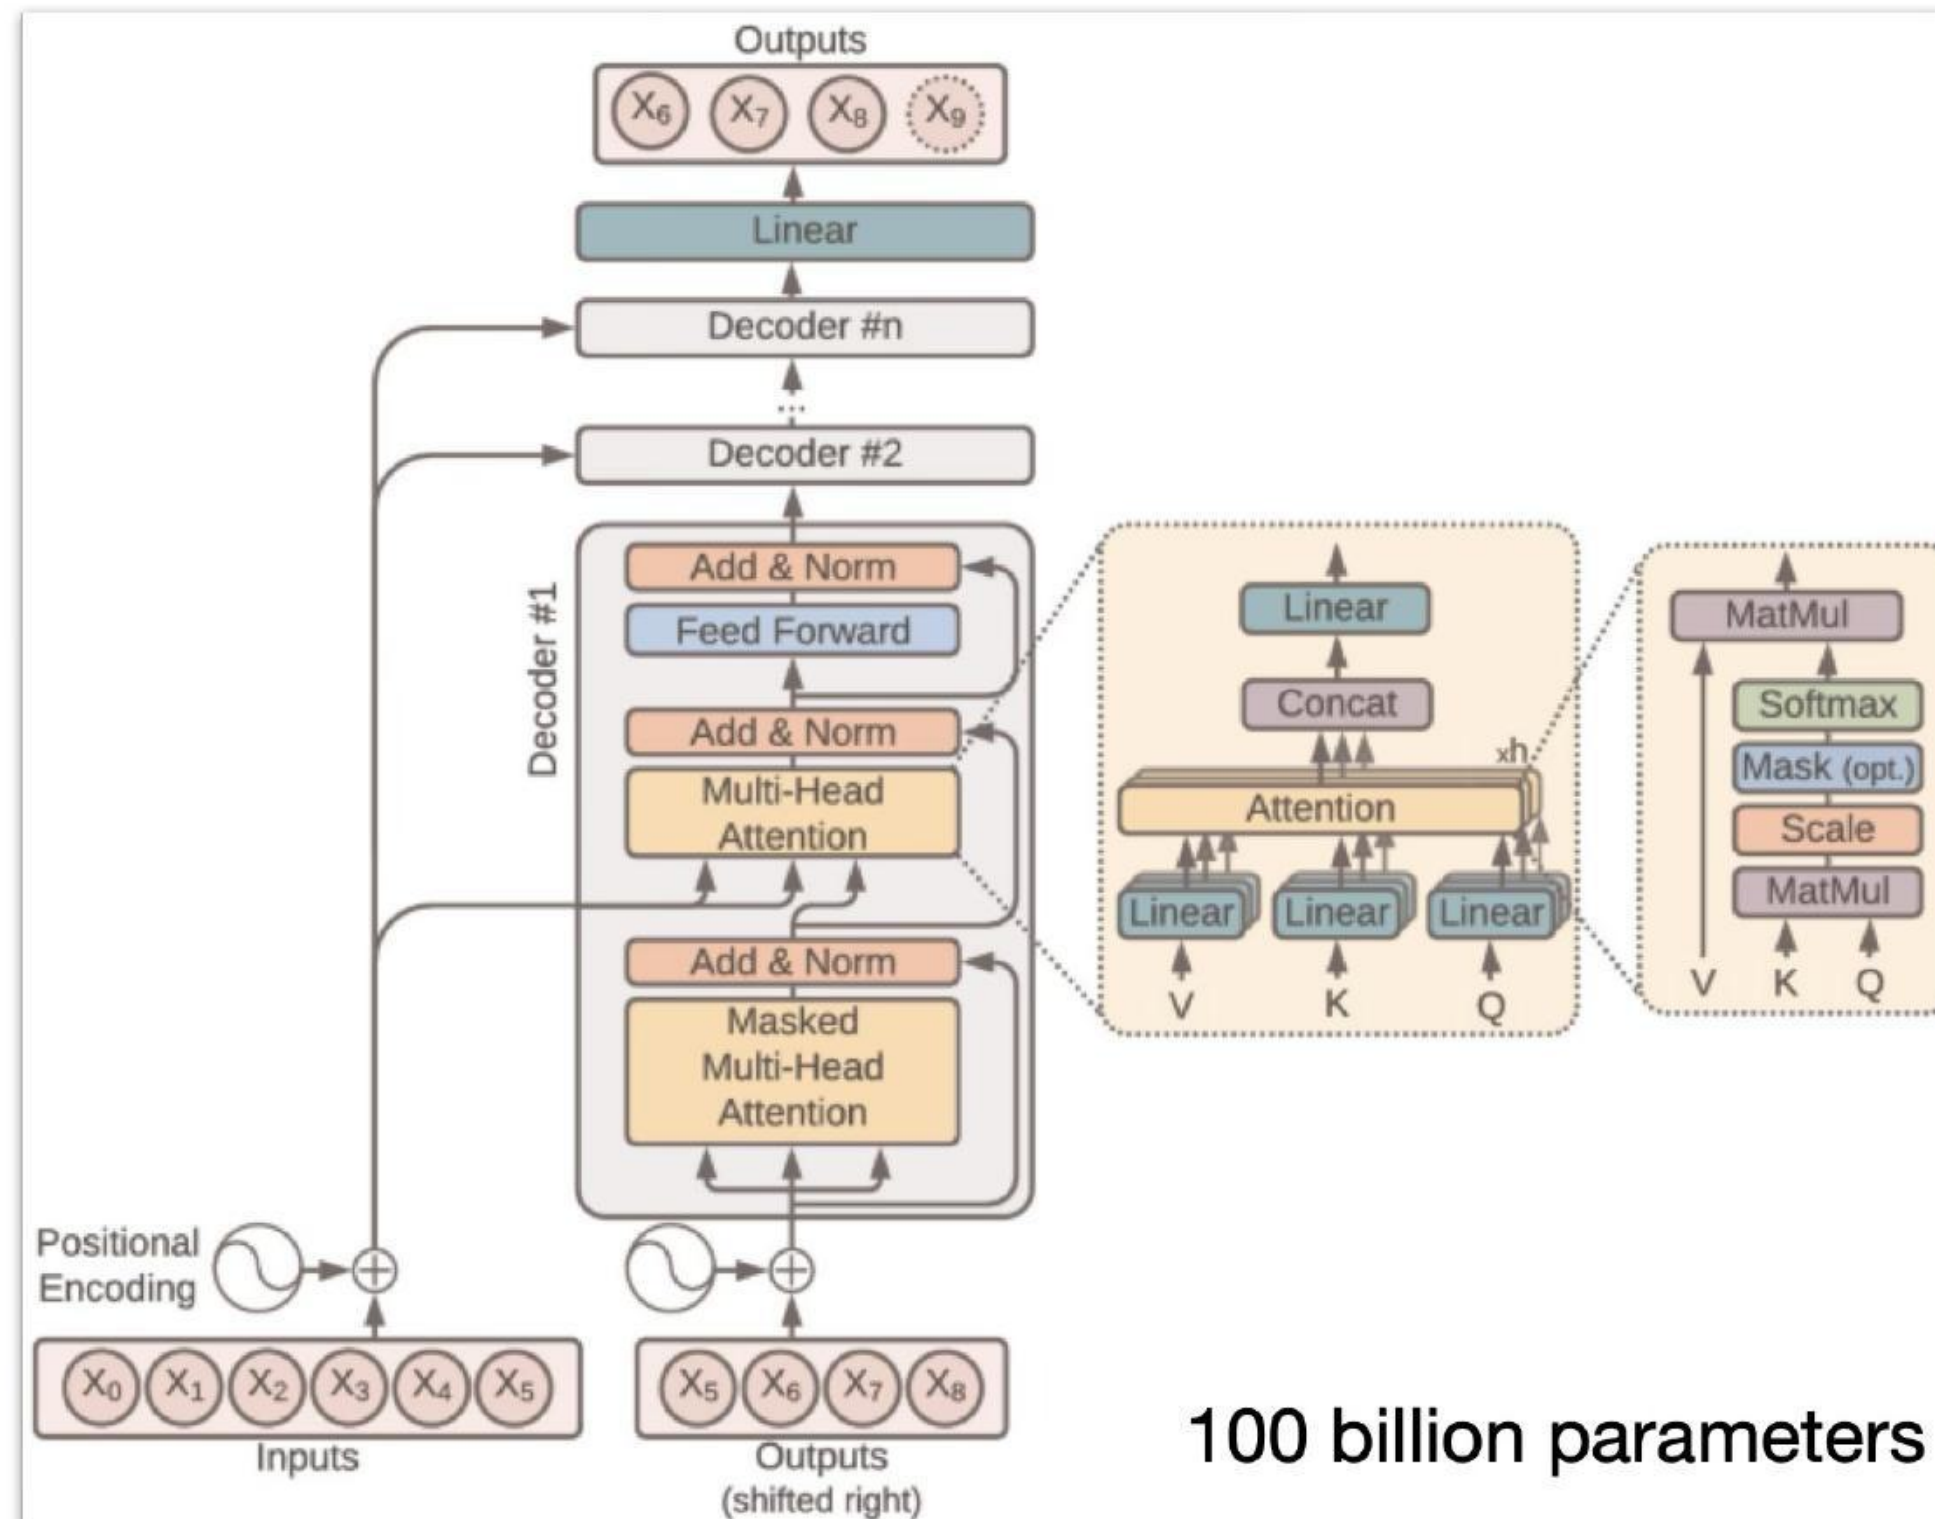 Outputs
X₆ X₇ X₈ X₉
Linear
Decoder #n
...
Decoder #2
Decoder #1
Add & Norm
Feed Forward
Add & Norm
Multi-Head
Attention
Add & Norm
Masked
Multi-Head
Attention
Linear
Concat
xh
Attention
Linear Linear Linear
V K Q
MatMul
Softmax
Mask (opt.)
Scale
MatMul
V K Q
Positional
Encoding
X₀ X₁ X₂ X₃ X₄ X₅
Inputs
X₅ X₆ X₇ X₈
Outputs
(shifted right)
100 billion parameters